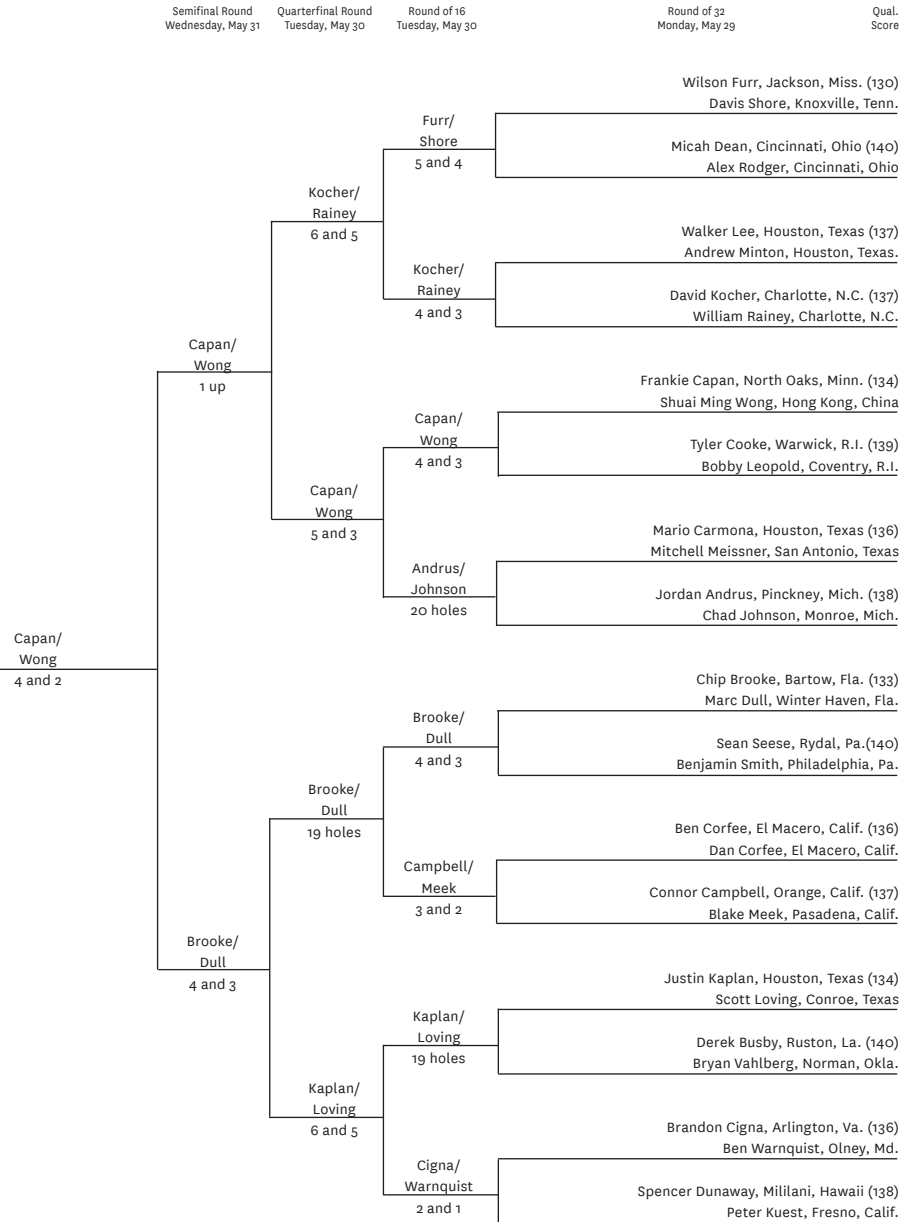 Semifinal Round
Wednesday, May 31
Quarterfinal Round
Tuesday, May 30
Round of 16
Tuesday, May 30
Round of 32
Monday, May 29
Qual.
Score
Wilson Furr, Jackson, Miss. (130)
Davis Shore, Knoxville, Tenn.
Furr/
Shore
5 and 4
Micah Dean, Cincinnati, Ohio (140)
Alex Rodger, Cincinnati, Ohio
Kocher/
Rainey
6 and 5
Walker Lee, Houston, Texas (137)
Andrew Minton, Houston, Texas.
Kocher/
Rainey
4 and 3
David Kocher, Charlotte, N.C. (137)
William Rainey, Charlotte, N.C.
Capan/
Wong
1 up
Frankie Capan, North Oaks, Minn. (134)
Shuai Ming Wong, Hong Kong, China
Capan/
Wong
4 and 3
Tyler Cooke, Warwick, R.I. (139)
Bobby Leopold, Coventry, R.I.
Capan/
Wong
5 and 3
Mario Carmona, Houston, Texas (136)
Mitchell Meissner, San Antonio, Texas
Andrus/
Johnson
20 holes
Jordan Andrus, Pinckney, Mich. (138)
Chad Johnson, Monroe, Mich.
Capan/
Wong
4 and 2
Chip Brooke, Bartow, Fla. (133)
Marc Dull, Winter Haven, Fla.
Brooke/
Dull
4 and 3
Sean Seese, Rydal, Pa.(140)
Benjamin Smith, Philadelphia, Pa.
Brooke/
Dull
19 holes
Ben Corfee, El Macero, Calif. (136)
Dan Corfee, El Macero, Calif.
Campbell/
Meek
3 and 2
Connor Campbell, Orange, Calif. (137)
Blake Meek, Pasadena, Calif.
Brooke/
Dull
4 and 3
Justin Kaplan, Houston, Texas (134)
Scott Loving, Conroe, Texas
Kaplan/
Loving
19 holes
Derek Busby, Ruston, La. (140)
Bryan Vahlberg, Norman, Okla.
Kaplan/
Loving
6 and 5
Brandon Cigna, Arlington, Va. (136)
Ben Warnquist, Olney, Md.
Cigna/
Warnquist
2 and 1
Spencer Dunaway, Mililani, Hawaii (138)
Peter Kuest, Fresno, Calif.